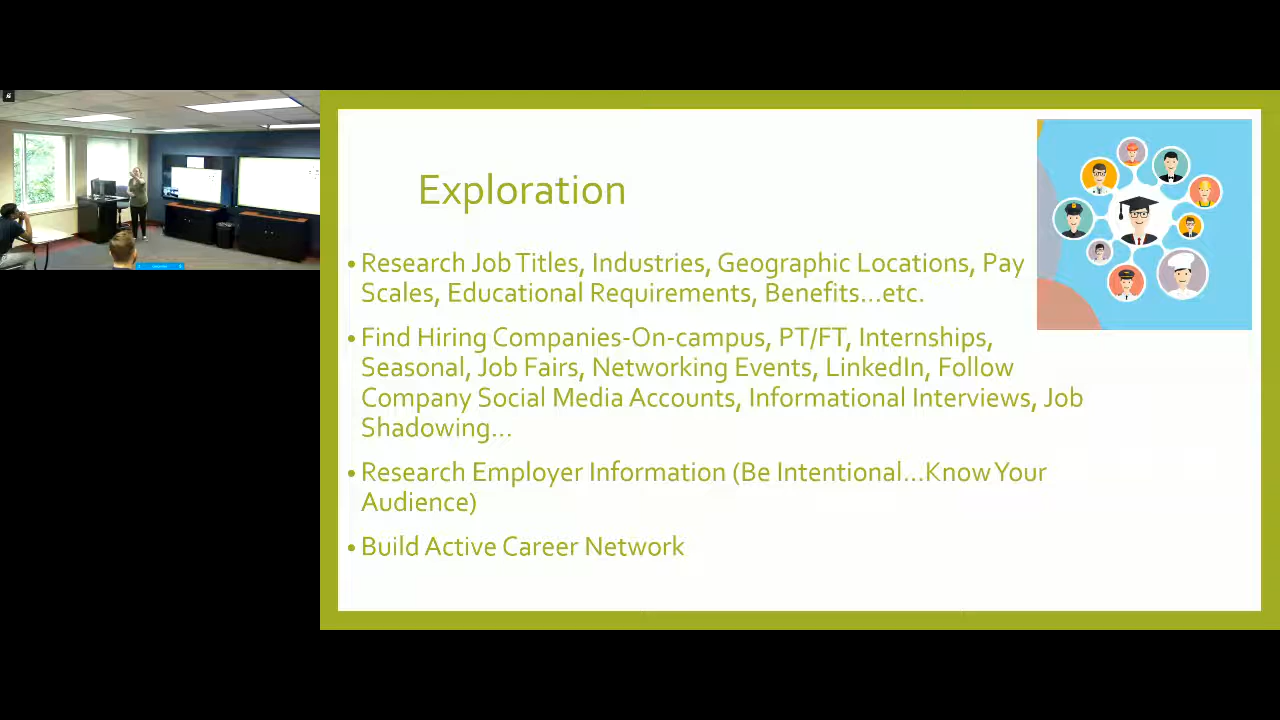 Exploration
• Research Job Titles, Industries, Geographic Locations, Pay
Scales, Educational Requirements, Benefits...etc.
• Find Hiring Companies-On-campus, PT/FT, Internships,
Seasonal, Job Fairs, Networking Events, LinkedIn, Follow
Company Social Media Accounts, Informational Interviews, Job
Shadowing...
• Research Employer Information (Be Intentional...Know Your
Audience)
• Build Active Career Network